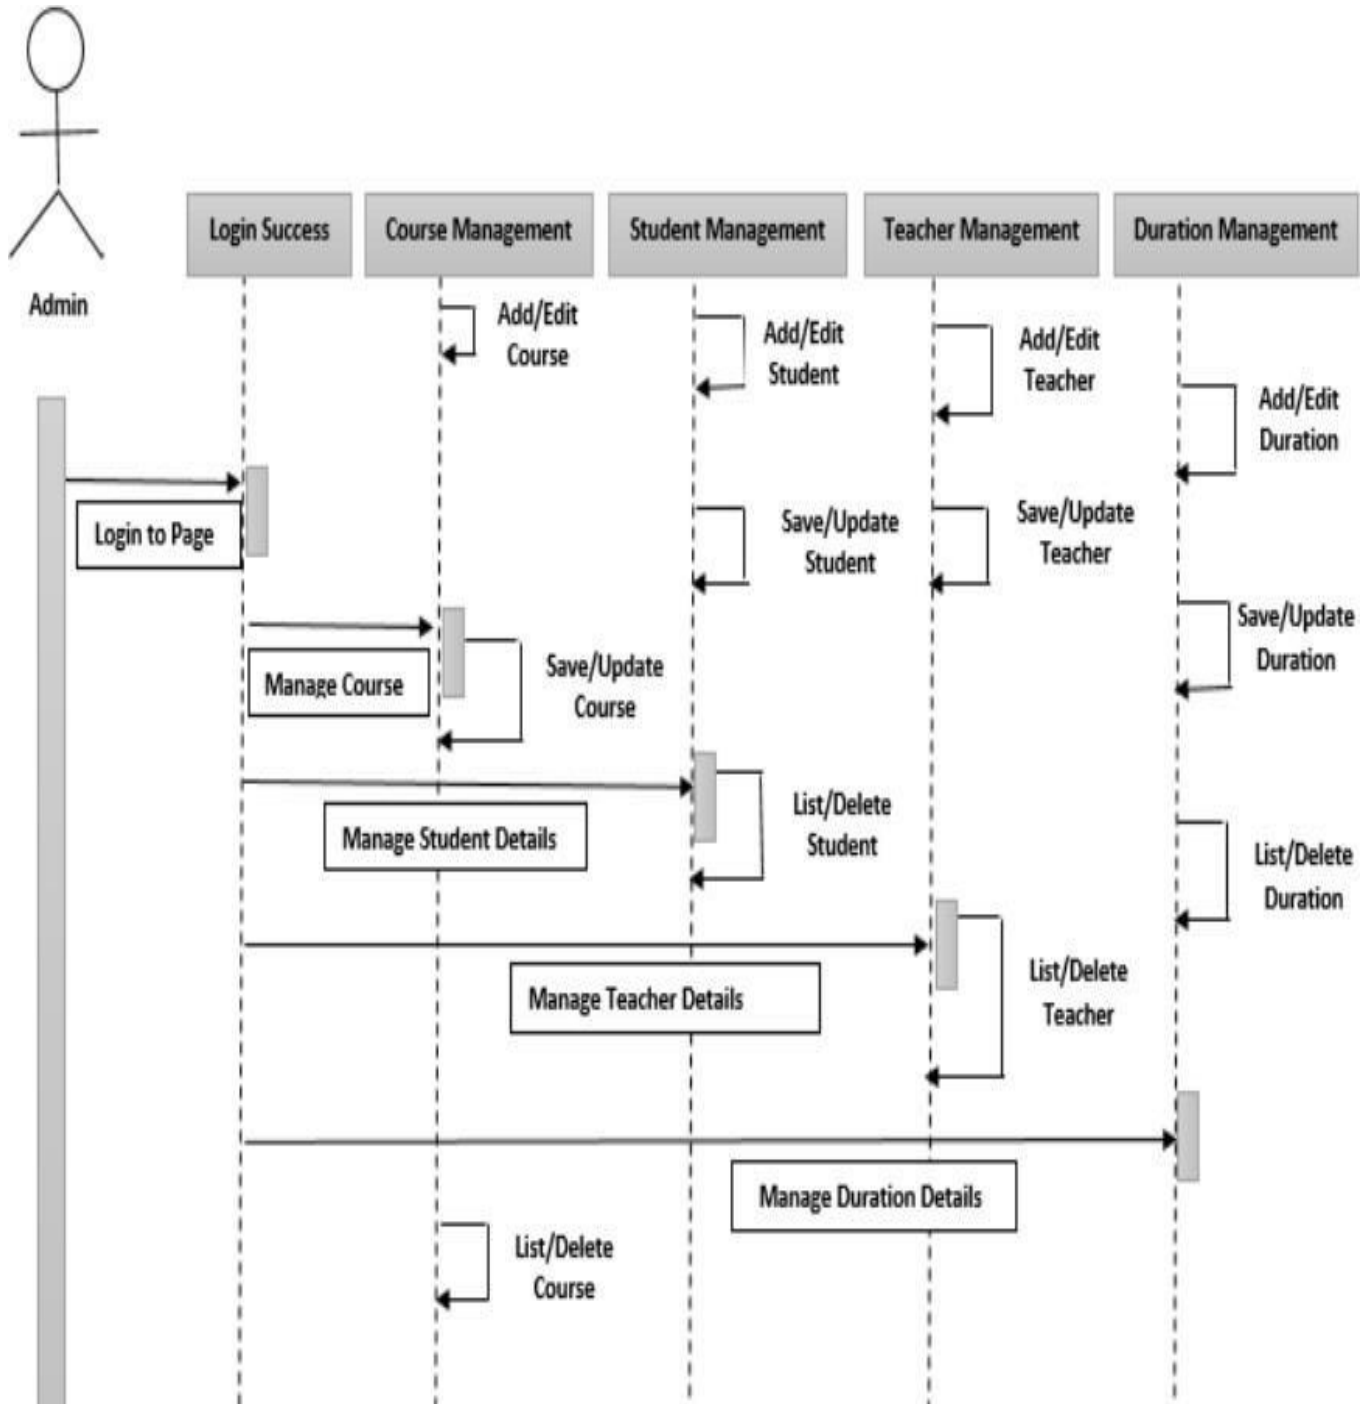 Login Success
Course Management
Student Management
Teacher Management
Duration Management
Admin
Add/Edit
Course
Add/Edit
Student
Add/Edit
Teacher
Add/Edit
Duration
Login to Page
Save/Update
Student
Save/Update
Teacher
Save/Update
Duration
Manage Course
Save/Update
Course
Manage Student Details
List/Delete
Student
List/Delete
Duration
Manage Teacher Details
List/Delete
Teacher
Manage Duration Details
List/Delete
Course